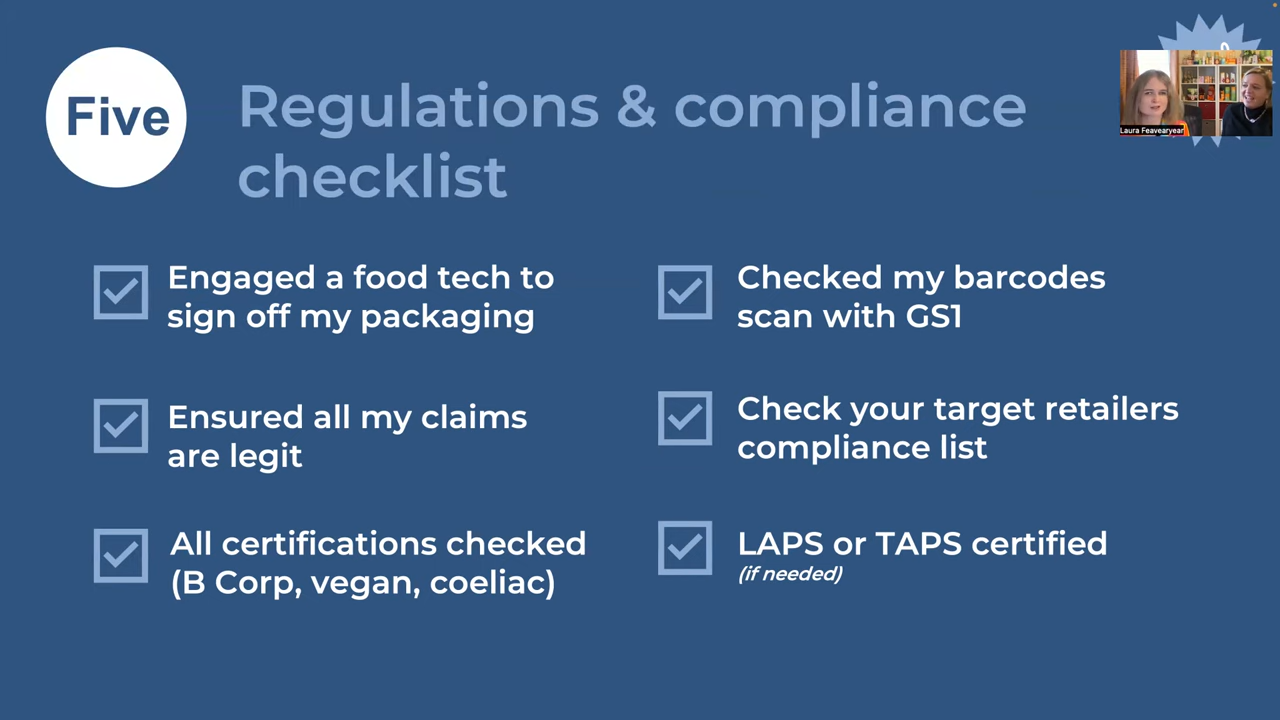 Five
Regulations & compliance
checklist
Laura Feavearyear
Engaged a food tech to
sign off my packaging
Ensured all my claims
are legit
All certifications checked
(B Corp, vegan, coeliac)
Checked my barcodes
scan with GS1
Check your target retailers
compliance list
LAPS or TAPS certified
(if needed)